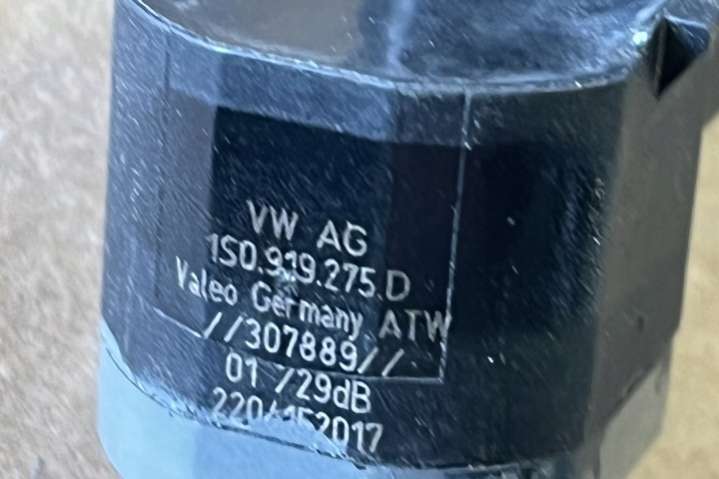 VW AG
1S0.919.275.D
Valeo Germany ATW
//307889//
01 /29dB